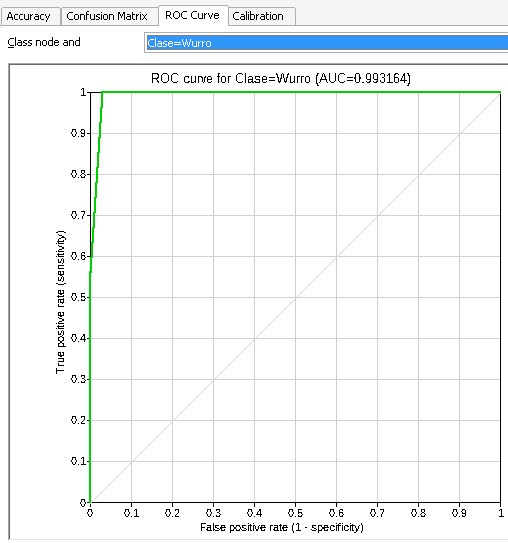 Accuracy Confusion Matrix ROC Curve Calibration
Class node and Clase=Wurro
ROC curve for Clase=Wurro (AUC=0.993164)
1
0.9
0.8
0.7
0.6
0.5
0.4
0.3
0.2
0.1
0
True positive rate (sensitivity)
0 0.1 0.2 0.3 0.4 0.5 0.6 0.7 0.8 0.9 1
False positive rate (1 - specificity)